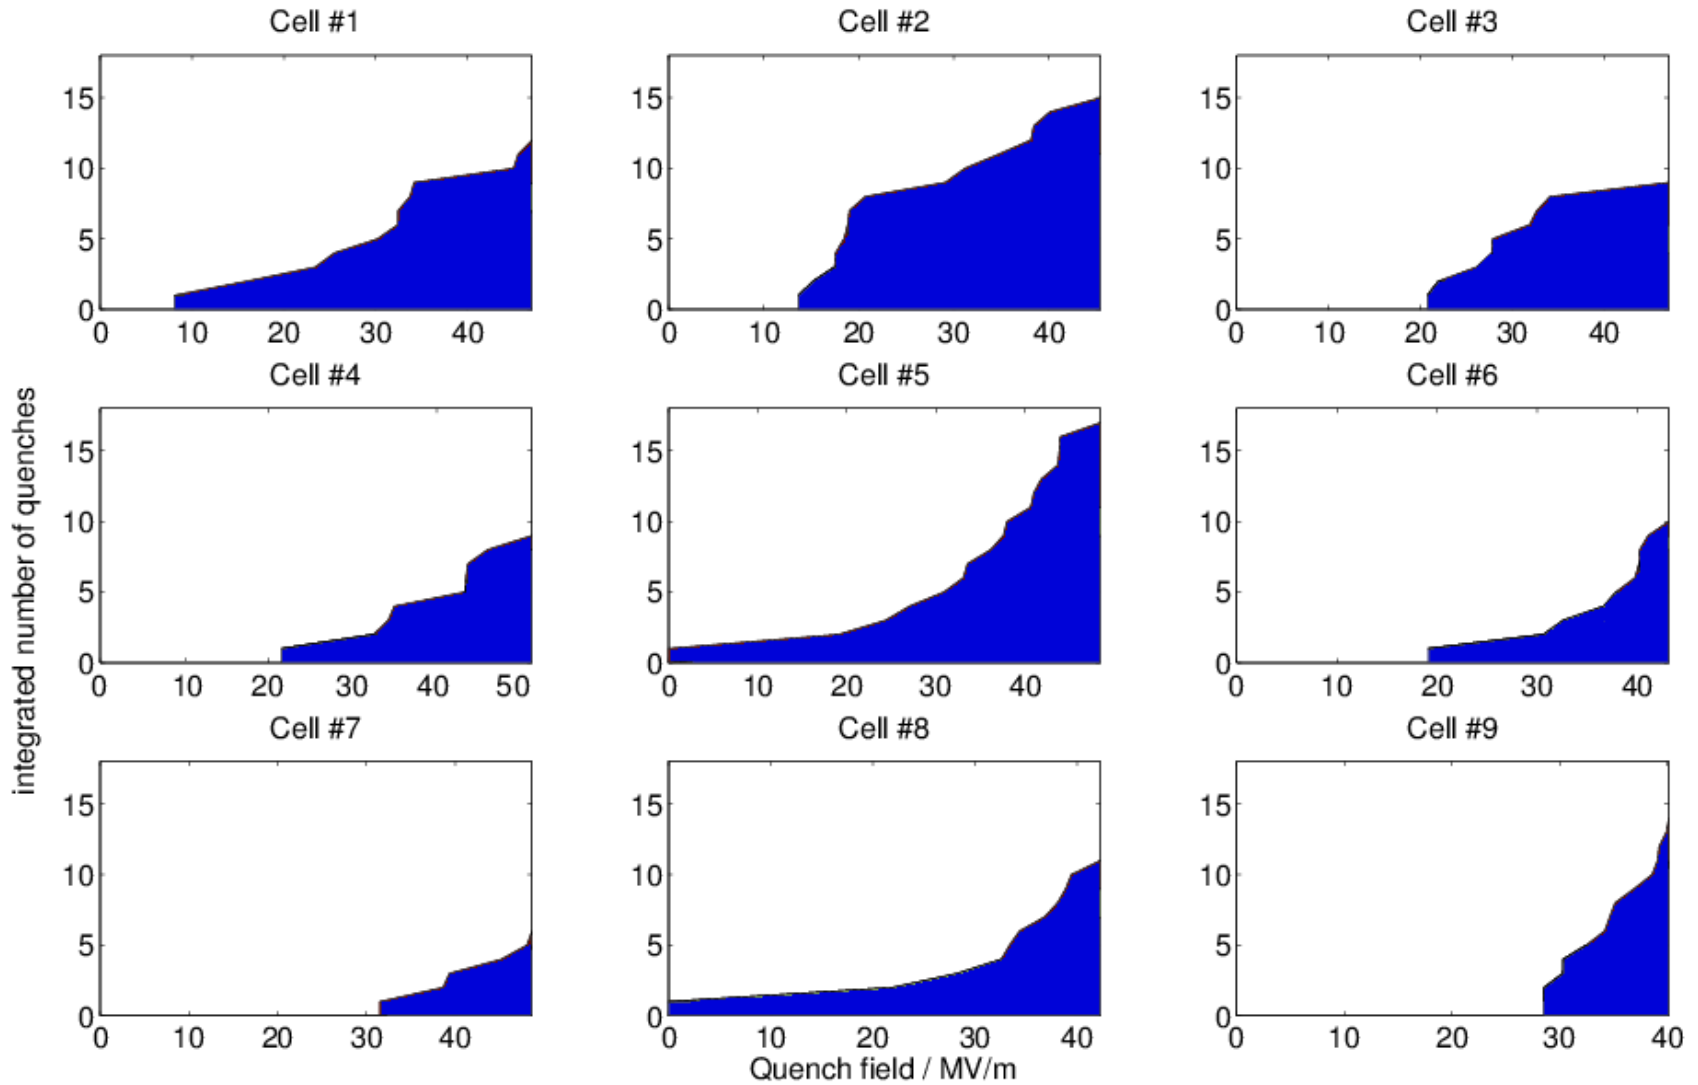 Cell #1
Cell #2
Cell #3
15
10
5
0
0 10 20 30 40
15
10
5
0
0 10 20 30 40
15
10
5
0
0 10 20 30 40
Cell #4
Cell #5
Cell #6
integrated number of quenches
15
10
5
0
0 10 20 30 40 50
15
10
5
0
0 10 20 30 40
15
10
5
0
0 10 20 30 40
Cell #7
Cell #8
Cell #9
15
10
5
0
0 10 20 30 40
15
10
5
0
0 10 20 30 40
15
10
5
0
0 10 20 30 40
Quench field / MV/m